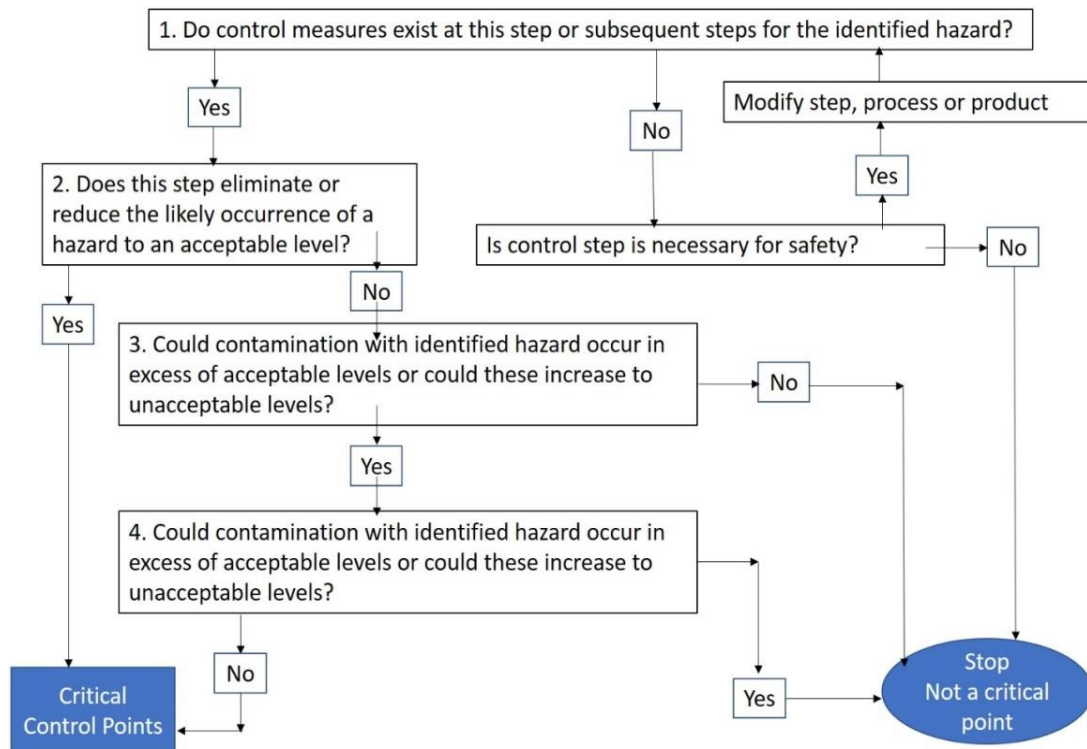 1. Do control measures exist at this step or subsequent steps for the identified hazard?
Yes
No
Modify step, process or product
Yes
2. Does this step eliminate or
reduce the likely occurrence of a
hazard to an acceptable level?
Is control step is necessary for safety?
No
Yes
No
3. Could contamination with identified hazard occur in
excess of acceptable levels or could these increase to
unacceptable levels?
No
Yes
4. Could contamination with identified hazard occur in
excess of acceptable levels or could these increase to
unacceptable levels?
No
Yes
Critical
Control Points
Stop
Not a critical
point